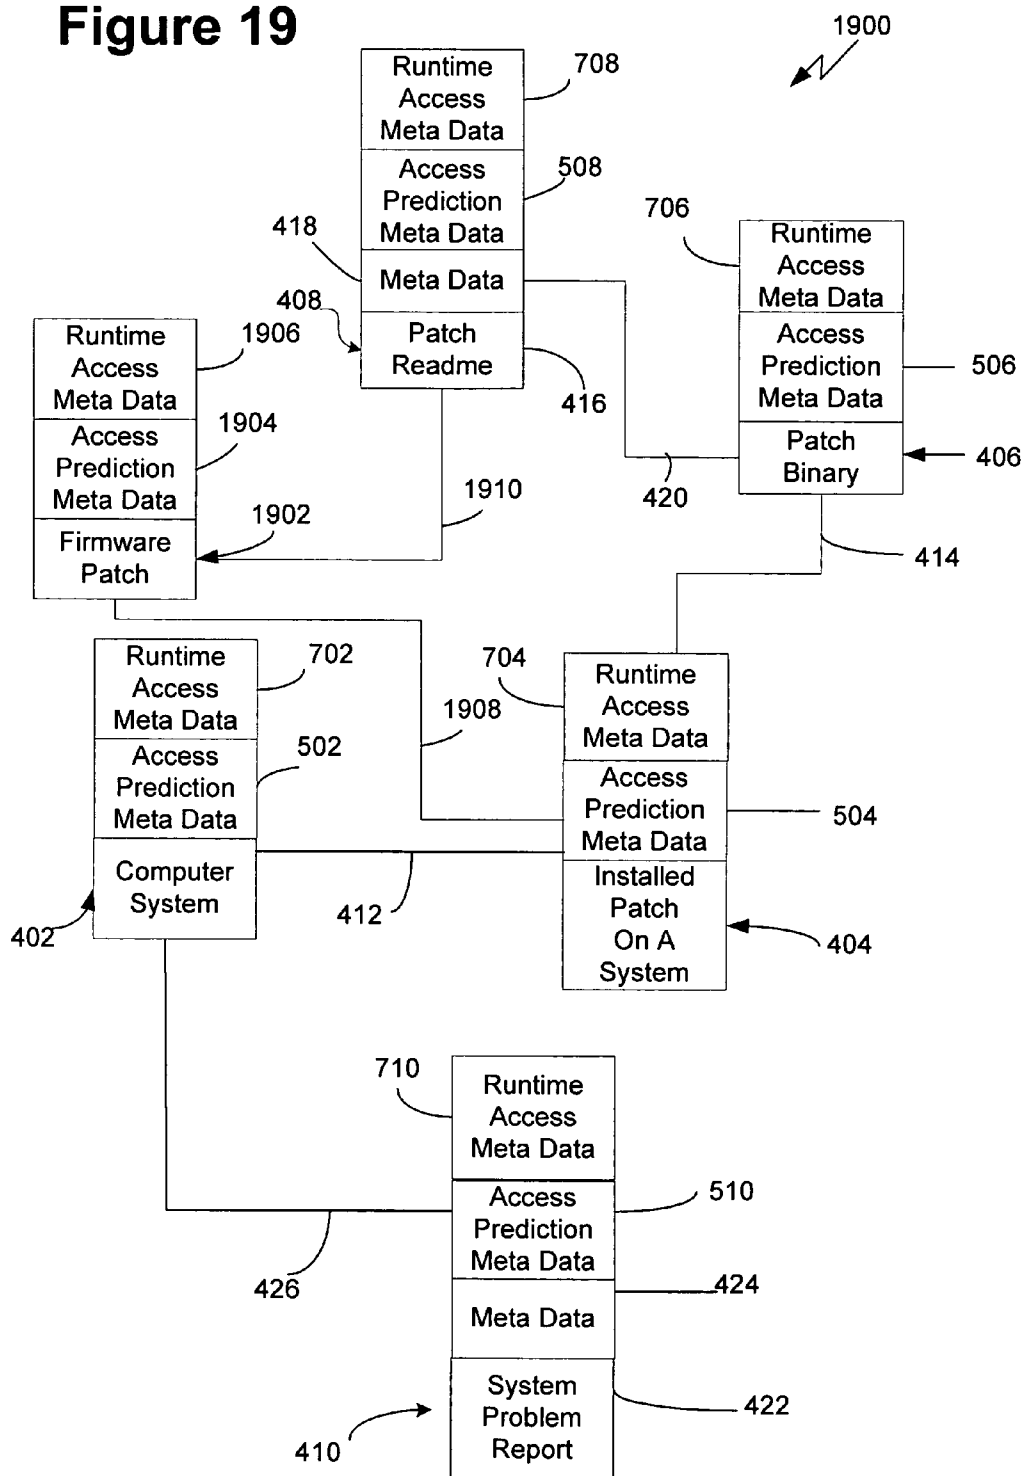 Figure 19
1900
Runtime
Access
Meta Data
708
Access
Prediction
Meta Data
508
418
Meta Data
408
Patch
Readme
416
706
Runtime
Access
Meta Data
Access
Prediction
Meta Data
506
Patch
Binary
406
420
414
Runtime
Access
Meta Data
1906
Access
Prediction
Meta Data
1904
1902
Firmware
Patch
1910
Runtime
Access
Meta Data
702
Access
Prediction
Meta Data
502
Computer
System
402
1908
412
704
Runtime
Access
Meta Data
Access
Prediction
Meta Data
504
Installed
Patch
On A
System
404
710
Runtime
Access
Meta Data
Access
Prediction
Meta Data
510
426
Meta Data
424
System
Problem
Report
422
410